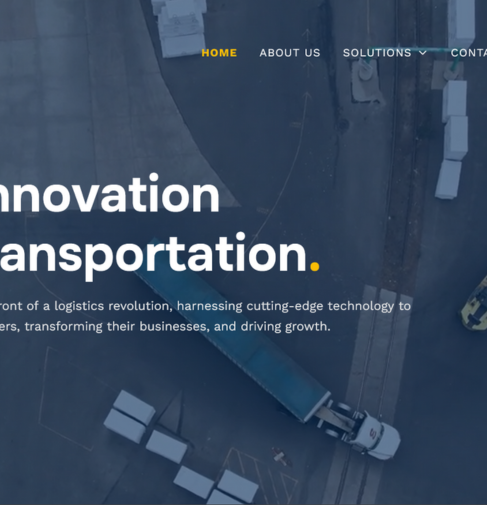 HOME ABOUT US SOLUTIONS CONTA
nnovation
ansportation.
ront of a logistics revolution, harnessing cutting-edge technology to
ers, transforming their businesses, and driving growth.